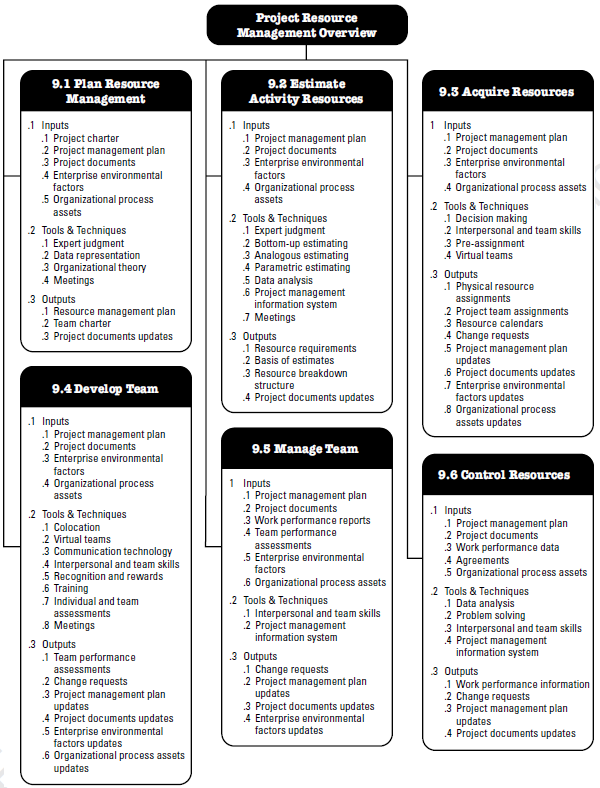 Project Resource
Management Overview
9.1 Plan Resource
Management
.1 Inputs
.1 Project charter
.2 Project management plan
.3 Project documents
.4 Enterprise environmental
factors
.5 Organizational process
assets
.2 Tools & Techniques
.1 Expert judgment
.2 Data representation
.3 Organizational theory
.4 Meetings
.3 Outputs
.1 Resource management plan
.2 Team charter
.3 Project documents updates
9.2 Estimate
Activity Resources
.1 Inputs
.1 Project management plan
.2 Project documents
.3 Enterprise environmental
factors
.4 Organizational process
assets
.2 Tools & Techniques
.1 Expert judgment
.2 Bottom-up estimating
.3 Analogous estimating
.4 Parametric estimating
.5 Data analysis
.6 Project management
information system
.7 Meetings
.3 Outputs
.1 Resource requirements
.2 Basis of estimates
.3 Resource breakdown
structure
.4 Project documents updates
9.3 Acquire Resources
1 Inputs
.1 Project management plan
.2 Project documents
.3 Enterprise environmental
factors
.4 Organizational process assets
.2 Tools & Techniques
.1 Decision making
.2 Interpersonal and team skills
.3 Pre-assignment
.4 Virtual teams
.3 Outputs
.1 Physical resource
assignments
.2 Project team assignments
.3 Resource calendars
.4 Change requests
.5 Project management plan
updates
.6 Project documents updates
.7 Enterprise environmental
factors updates
.8 Organizational process
assets updates
9.4 Develop Team
.1 Inputs
.1 Project management plan
.2 Project documents
.3 Enterprise environmental
factors
.4 Organizational process
assets
.2 Tools & Techniques
.1 Colocation
.2 Virtual teams
.3 Communication technology
.4 Interpersonal and team skills
.5 Recognition and rewards
.6 Training
.7 Individual and team
assessments
.8 Meetings
.3 Outputs
.1 Team performance
assessments
.2 Change requests
.3 Project management plan
updates
.4 Project documents updates
.5 Enterprise environmental
factors updates
.6 Organizational process assets
updates
9.5 Manage Team
1 Inputs
.1 Project management plan
.2 Project documents
.3 Work performance reports
.4 Team performance
assessments
.5 Enterprise environmental
factors
.6 Organizational process assets
.2 Tools & Techniques
.1 Interpersonal and team skills
.2 Project management
information system
.3 Outputs
.1 Change requests
.2 Project management plan
updates
.3 Project documents updates
.4 Enterprise environmental
factors updates
9.6 Control Resources
.1 Inputs
.1 Project management plan
.2 Project documents
.3 Work performance data
.4 Agreements
.5 Organizational process assets
.2 Tools & Techniques
.1 Data analysis
.2 Problem solving
.3 Interpersonal and team skills
.4 Project management
information system
.3 Outputs
.1 Work performance information
.2 Change requests
.3 Project management plan
updates
.4 Project documents updates